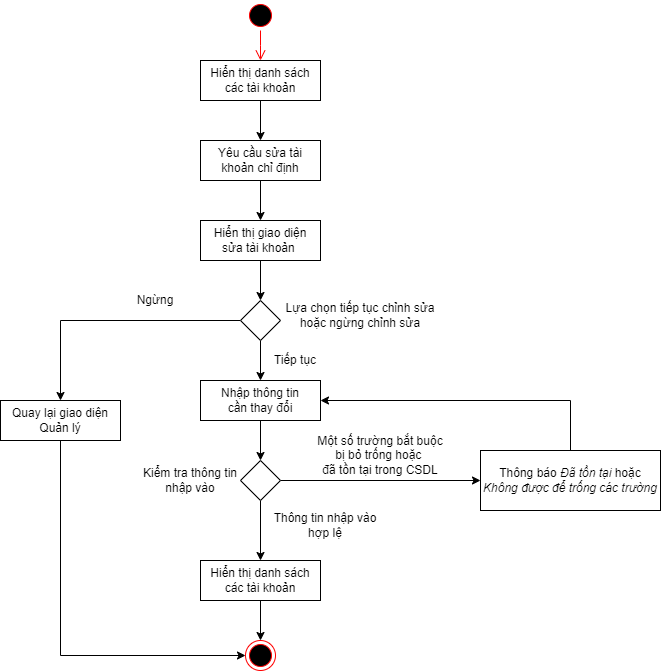 Hiển thị danh sách
các tài khoản
Yêu cầu sửa tài
khoản chỉ định
Hiển thị giao diện
sửa tài khoản
Ngừng
Lựa chọn tiếp tục chỉnh sửa
hoặc ngừng chỉnh sửa
Tiếp tục
Nhập thông tin
cần thay đổi
Quay lại giao diện
Quản lý
Một số trường bắt buộc
bị bỏ trống hoặc
đã tồn tại trong CSDL
Kiểm tra thông tin
nhập vào
Thông báo Đã tồn tại hoặc
Không được để trống các trường
Thông tin nhập vào
hợp lệ
Hiển thị danh sách
các tài khoản